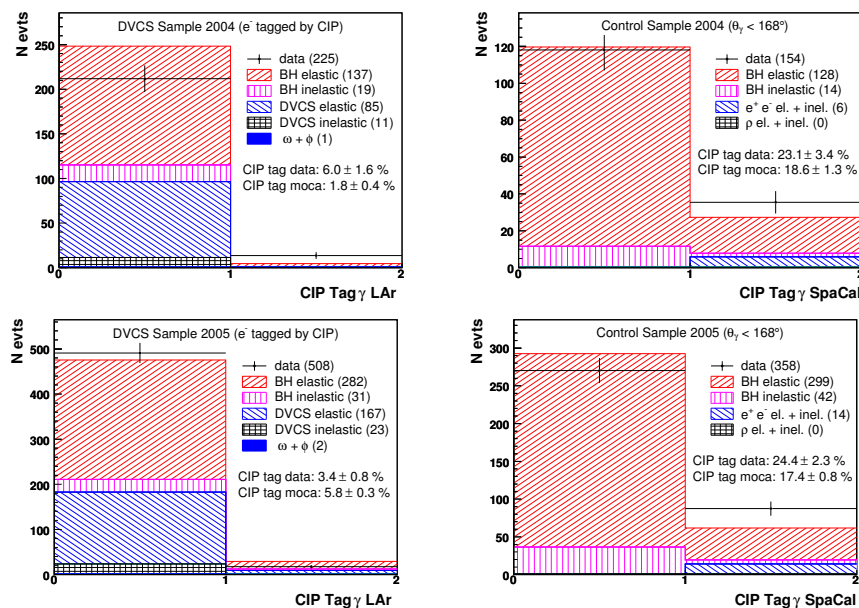 DVCS Sample 2004 (e- tagged by CIP)
N evts
250
200
150
100
50
0
data (225)
BH elastic (137)
BH inelastic (19)
DVCS elastic (85)
DVCS inelastic (11)
ω + φ (1)
CIP tag data: 6.0 ± 1.6 %
CIP tag moca: 1.8 ± 0.4 %
0 1 2
CIP Tag γ LAr
Control Sample 2004 (θγ < 168°)
N evts
120
100
80
60
40
20
0
data (154)
BH elastic (128)
BH inelastic (14)
e+ e- el. + inel. (6)
ρ el. + inel. (0)
CIP tag data: 23.1 ± 3.4 %
CIP tag moca: 18.6 ± 1.3 %
0 1 2
CIP Tag γ SpaCal
DVCS Sample 2005 (e- tagged by CIP)
N evts
500
400
300
200
100
0
data (508)
BH elastic (282)
BH inelastic (31)
DVCS elastic (167)
DVCS inelastic (23)
ω + φ (2)
CIP tag data: 3.4 ± 0.8 %
CIP tag moca: 5.8 ± 0.3 %
0 1 2
CIP Tag γ LAr
Control Sample 2005 (θγ < 168°)
N evts
300
250
200
150
100
50
0
data (358)
BH elastic (299)
BH inelastic (42)
e+ e- el. + inel. (14)
ρ el. + inel. (0)
CIP tag data: 24.4 ± 2.3 %
CIP tag moca: 17.4 ± 0.8 %
0 1 2
CIP Tag γ SpaCal